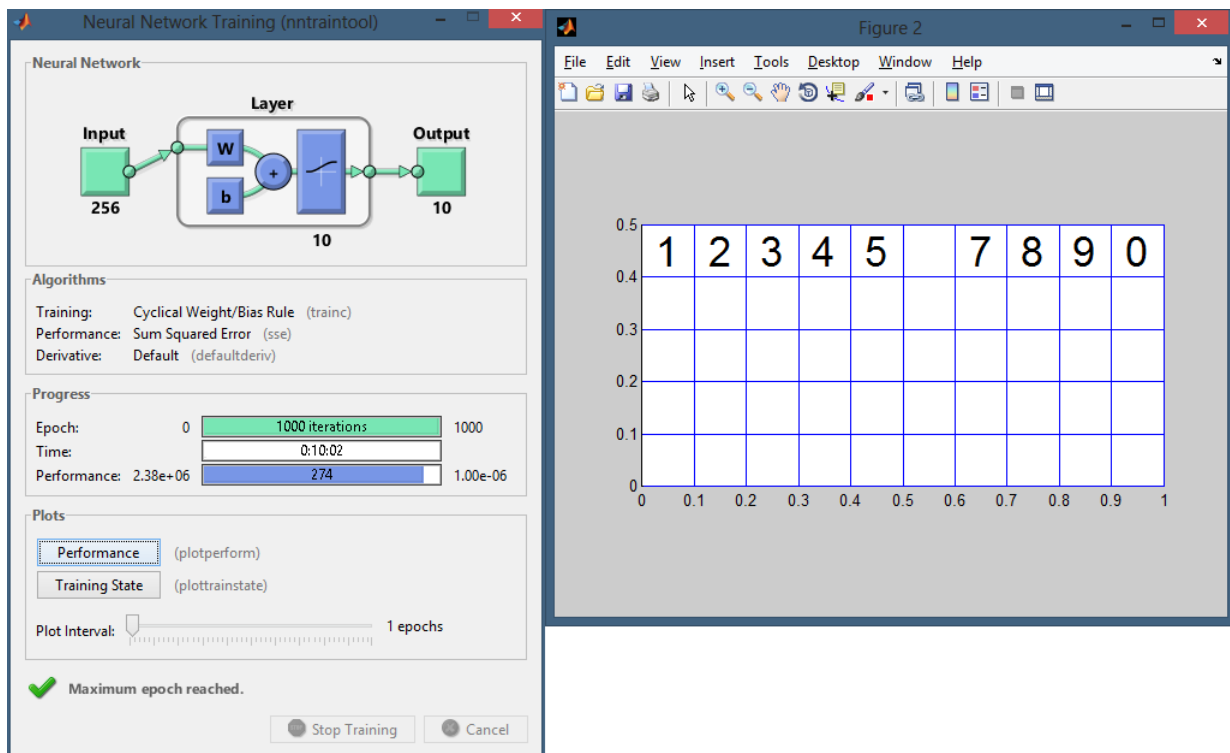 Neural Network Training (nntraintool)
Neural Network
Layer
Input
Output
W
b
+
256
10
10
Algorithms
Training: Cyclical Weight/Bias Rule (trainc)
Performance: Sum Squared Error (sse)
Derivative: Default (defaultderiv)
Progress
Epoch: 0 1000 iterations 1000
Time: 0:10:02
Performance: 2.38e+06 274 1.00e-06
Plots
Performance (plotperform)
Training State (plottrainstate)
Plot Interval: 1 epochs
Maximum epoch reached.
Stop Training Cancel
Figure 2
File Edit View Insert Tools Desktop Window Help
1 2 3 4 5 7 8 9 0
0.5
0.4
0.3
0.2
0.1
0
0 0.1 0.2 0.3 0.4 0.5 0.6 0.7 0.8 0.9 1